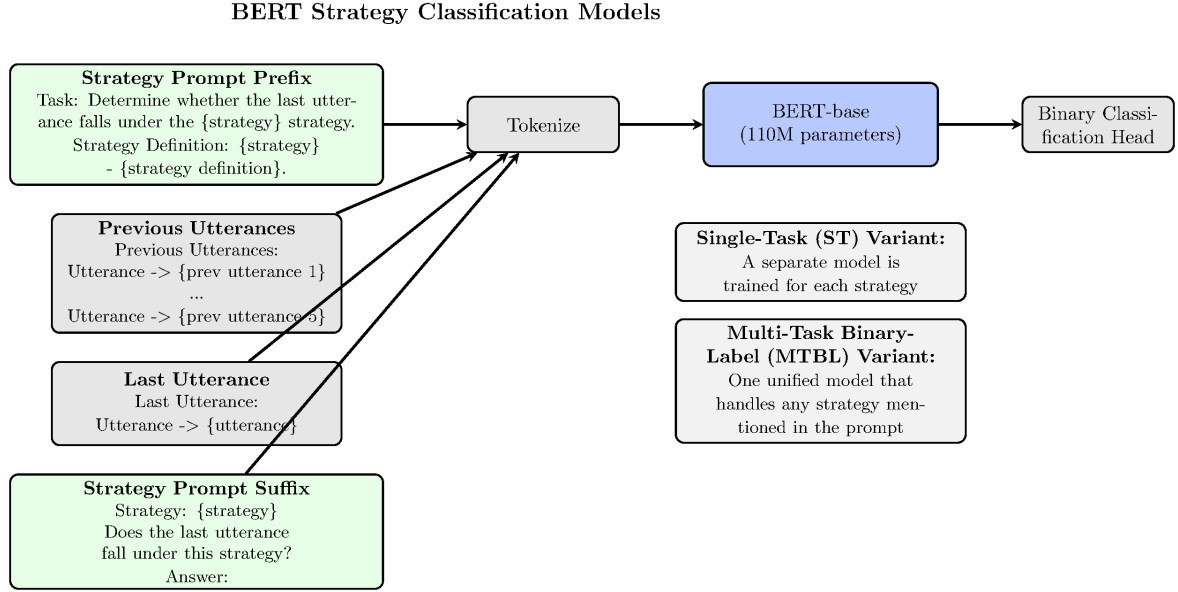 BERT Strategy Classification Models
Strategy Prompt Prefix
Task: Determine whether the last utter-
ance falls under the {strategy} strategy.
Strategy Definition: {strategy}
- {strategy definition}.
Tokenize
BERT-base
(110M parameters)
Binary Classi-
fication Head
Previous Utterances
Previous Utterances:
Utterance -> {prev utterance 1}
...
Utterance -> {prev utterance 5}
Last Utterance
Last Utterance:
Utterance -> {utterance}
Strategy Prompt Suffix
Strategy: {strategy}
Does the last utterance
fall under this strategy?
Answer:
Single-Task (ST) Variant:
A separate model is
trained for each strategy
Multi-Task Binary-
Label (MTBL) Variant:
One unified model that
handles any strategy men-
tioned in the prompt